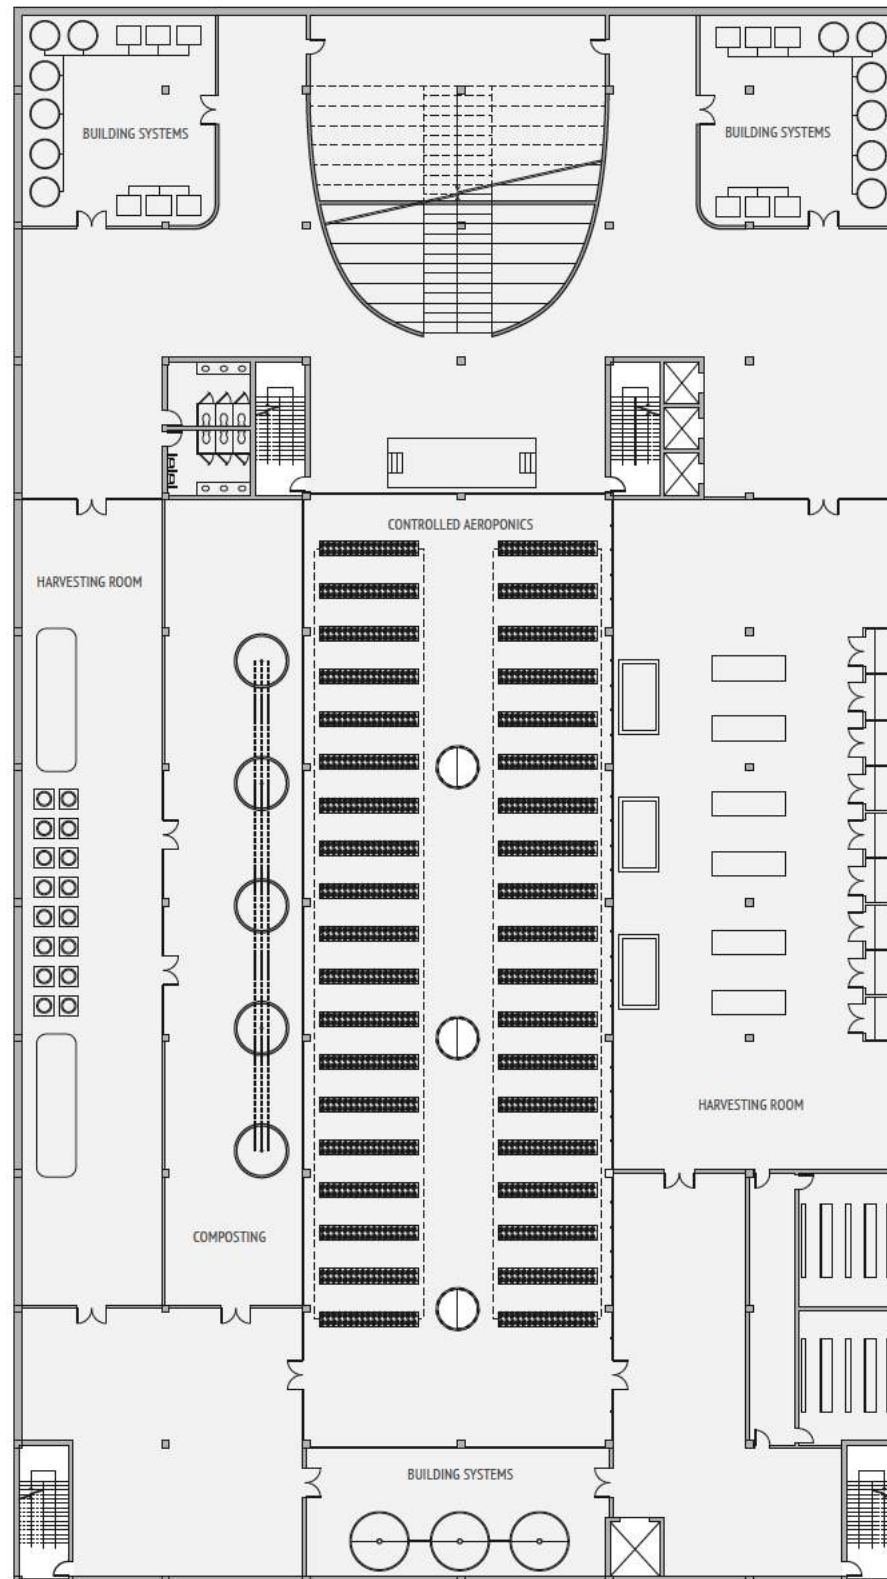 BUILDING SYSTEMS
BUILDING SYSTEMS
CONTROLLED AEROPONICS
HARVESTING ROOM
HARVESTING ROOM
COMPOSTING
BUILDING SYSTEMS